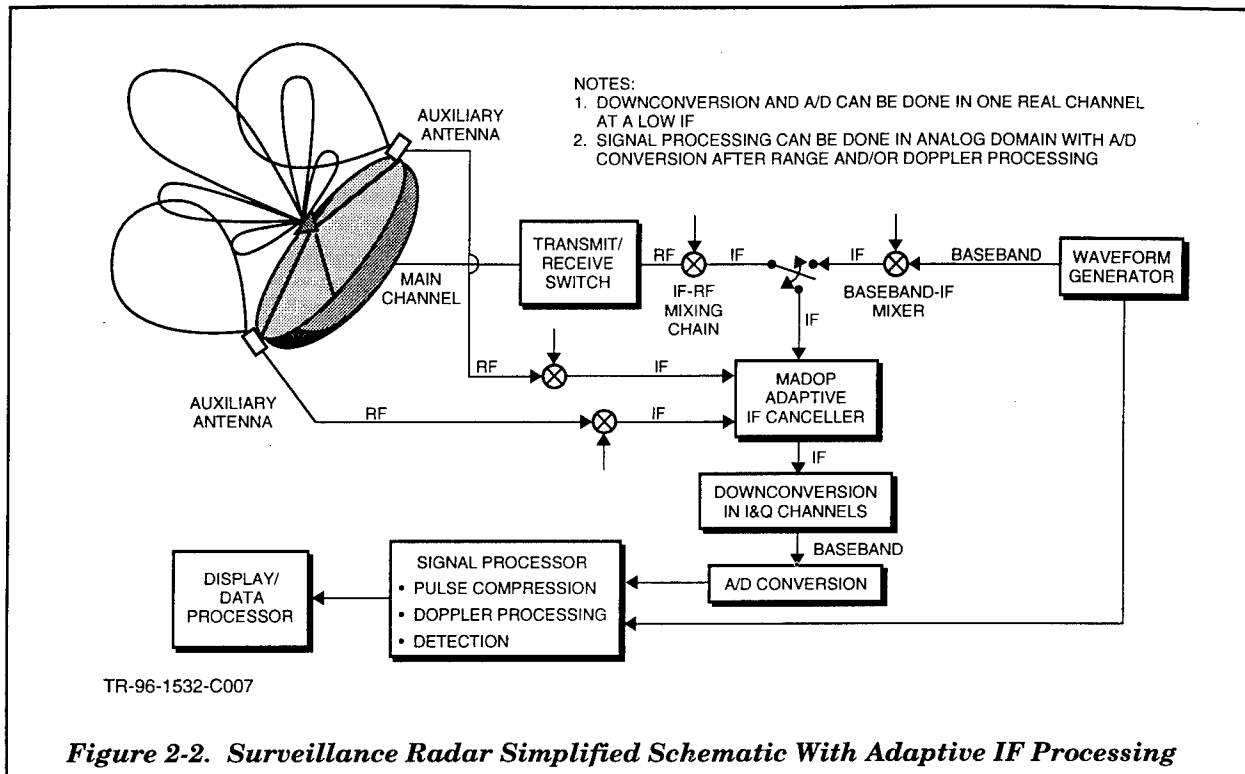 NOTES:
1. DOWNCONVERSION AND A/D CAN BE DONE IN ONE REAL CHANNEL
AT A LOW IF
2. SIGNAL PROCESSING CAN BE DONE IN ANALOG DOMAIN WITH A/D
CONVERSION AFTER RANGE AND/OR DOPPLER PROCESSING
AUXILIARY
ANTENNA
TRANSMIT/
RECEIVE
SWITCH
RF
IF
IF
BASEBAND
WAVEFORM
GENERATOR
MAIN
CHANNEL
IF-RF
MIXING
CHAIN
BASEBAND-IF
MIXER
IF
RF
IF
MADOP
ADAPTIVE
IF CANCELLER
AUXILIARY
ANTENNA
RF
IF
IF
DOWNCONVERSION
IN I&Q CHANNELS
BASEBAND
A/D CONVERSION
SIGNAL PROCESSOR
• PULSE COMPRESSION
• DOPPLER PROCESSING
• DETECTION
DISPLAY/
DATA
PROCESSOR
TR-96-1532-C007
Figure 2-2. Surveillance Radar Simplified Schematic With Adaptive IF Processing